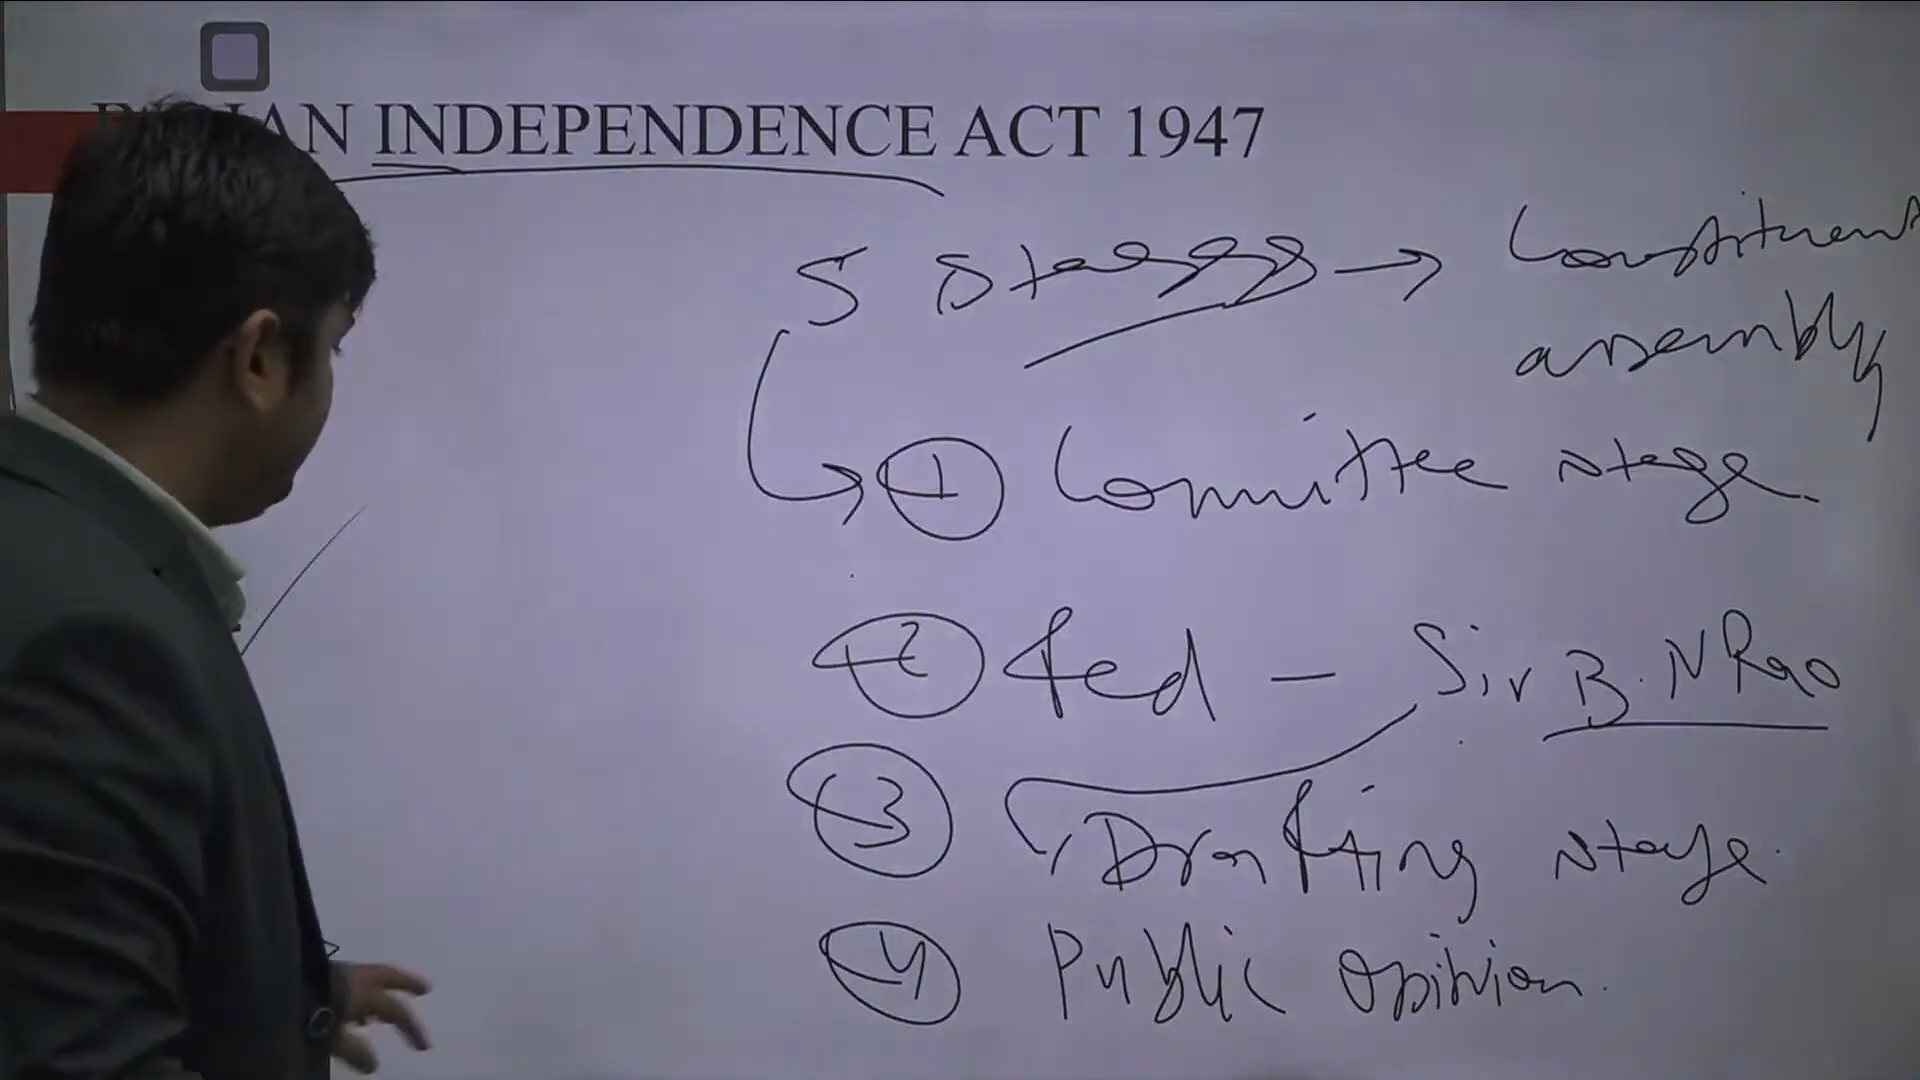 INDIAN INDEPENDENCE ACT 1947
5 stages → Constituent
assembly
1 Committee stage
2 fed - Sir B. N Rao
3 Drafting stage
4 Public opinion